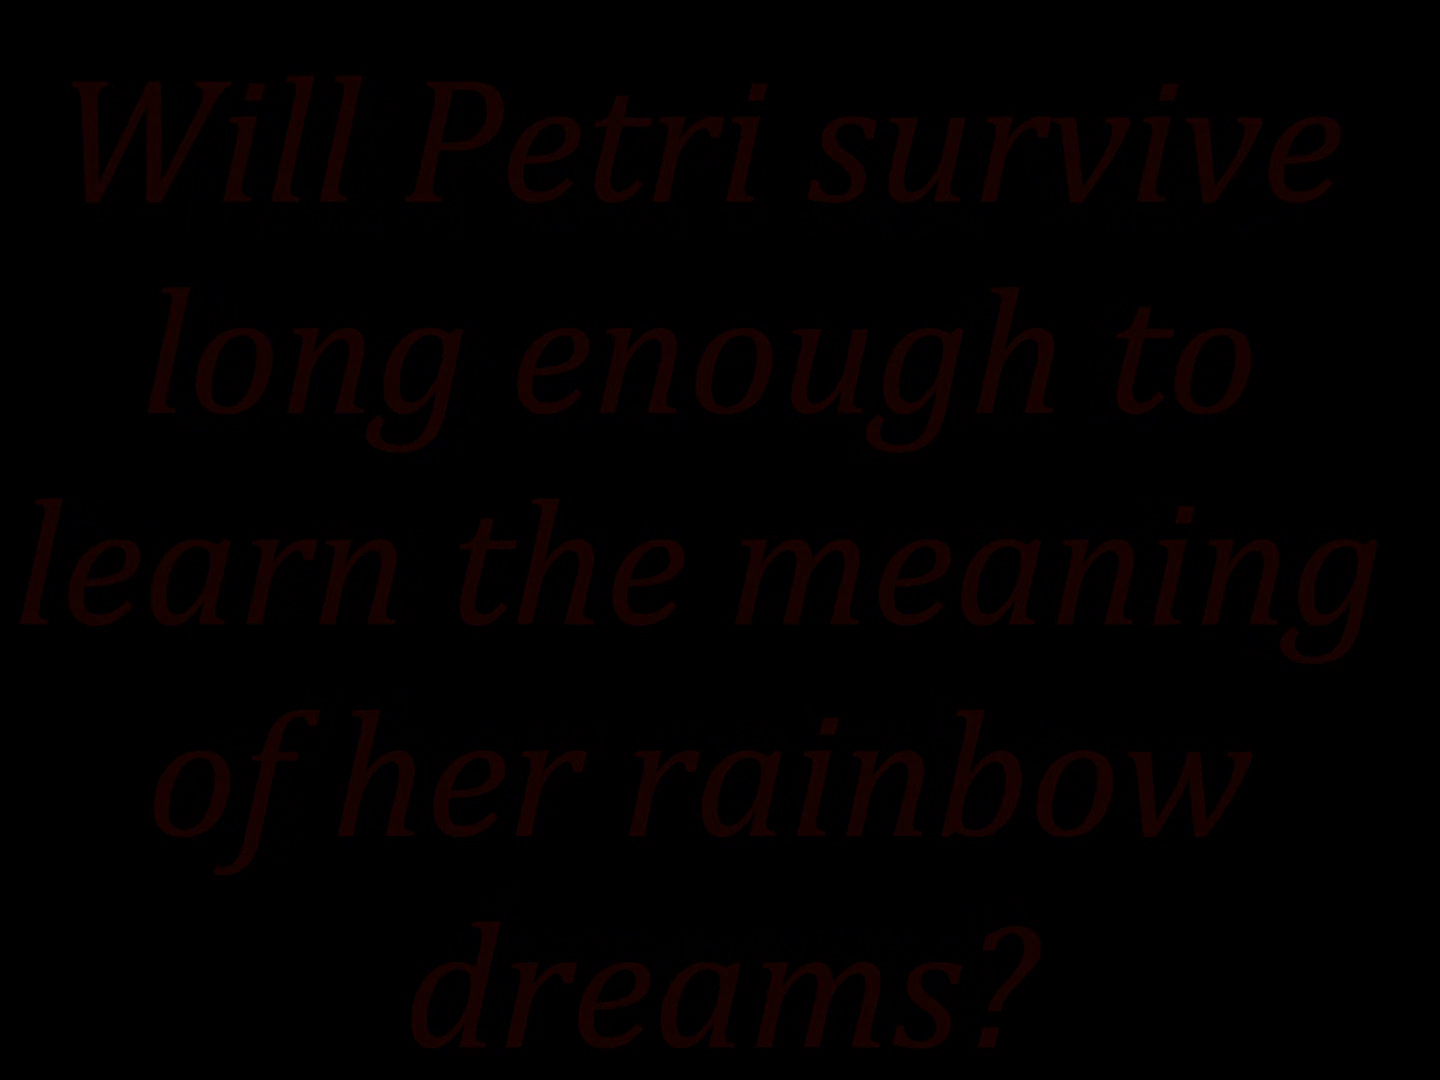 Will Petri survive
long enough to
learn the meaning
of her rainbow
dreams?